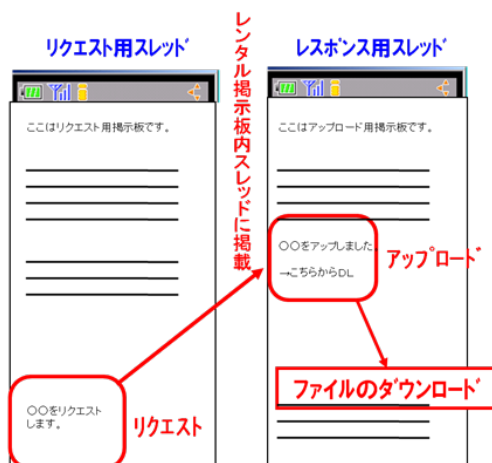 リクエスト用スレッド
レンタル掲示板内スレッドに掲載
レスポンス用スレッド
ここはリクエスト用掲示板です。
○○をリクエスト
します。
リクエスト
ここはアップロード用掲示板です。
○○をアップしました
→こちらからDL
アップロード
ファイルのダウンロード